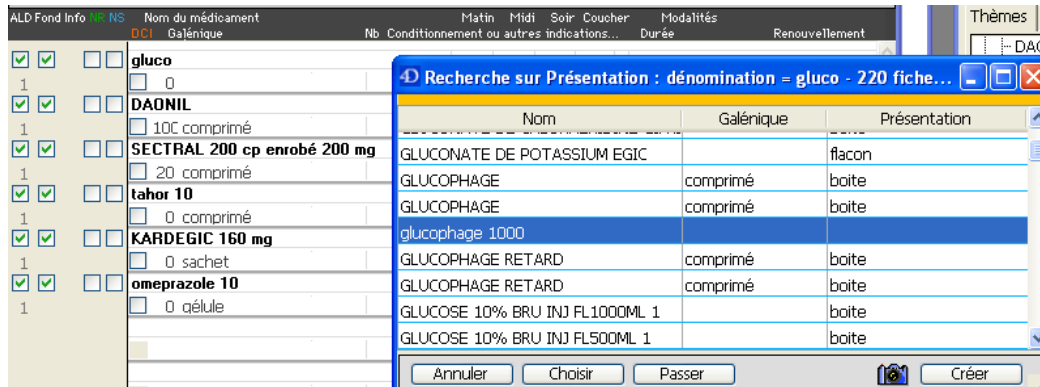 ALD Fond Info NR NS Nom du médicament Matin Midi Soir Coucher Modalités
DCI Galénique Nb Conditionnement ou autres indications... Durée Renouvellement
gluco
1 0
DAONIL
1 100 comprimé
SECTRAL 200 cp enrobé 200 mg
1 20 comprimé
tahor 10
1 0 comprimé
KARDEGIC 160 mg
1 0 sachet
omeprazole 10
1 0 gélule
Thèmes
Recherche sur Présentation : dénomination = gluco - 220 fiche...
Nom Galénique Présentation
GLUCONATE DE POTASSIUM EGIC flacon
GLUCOPHAGE comprimé boite
GLUCOPHAGE comprimé boite
glucophage 1000
GLUCOPHAGE RETARD comprimé boite
GLUCOPHAGE RETARD comprimé boite
GLUCOSE 10% BRU INJ FL1000ML 1 boite
GLUCOSE 10% BRU INJ FL500ML 1 boite
Annuler Choisir Passer Créer